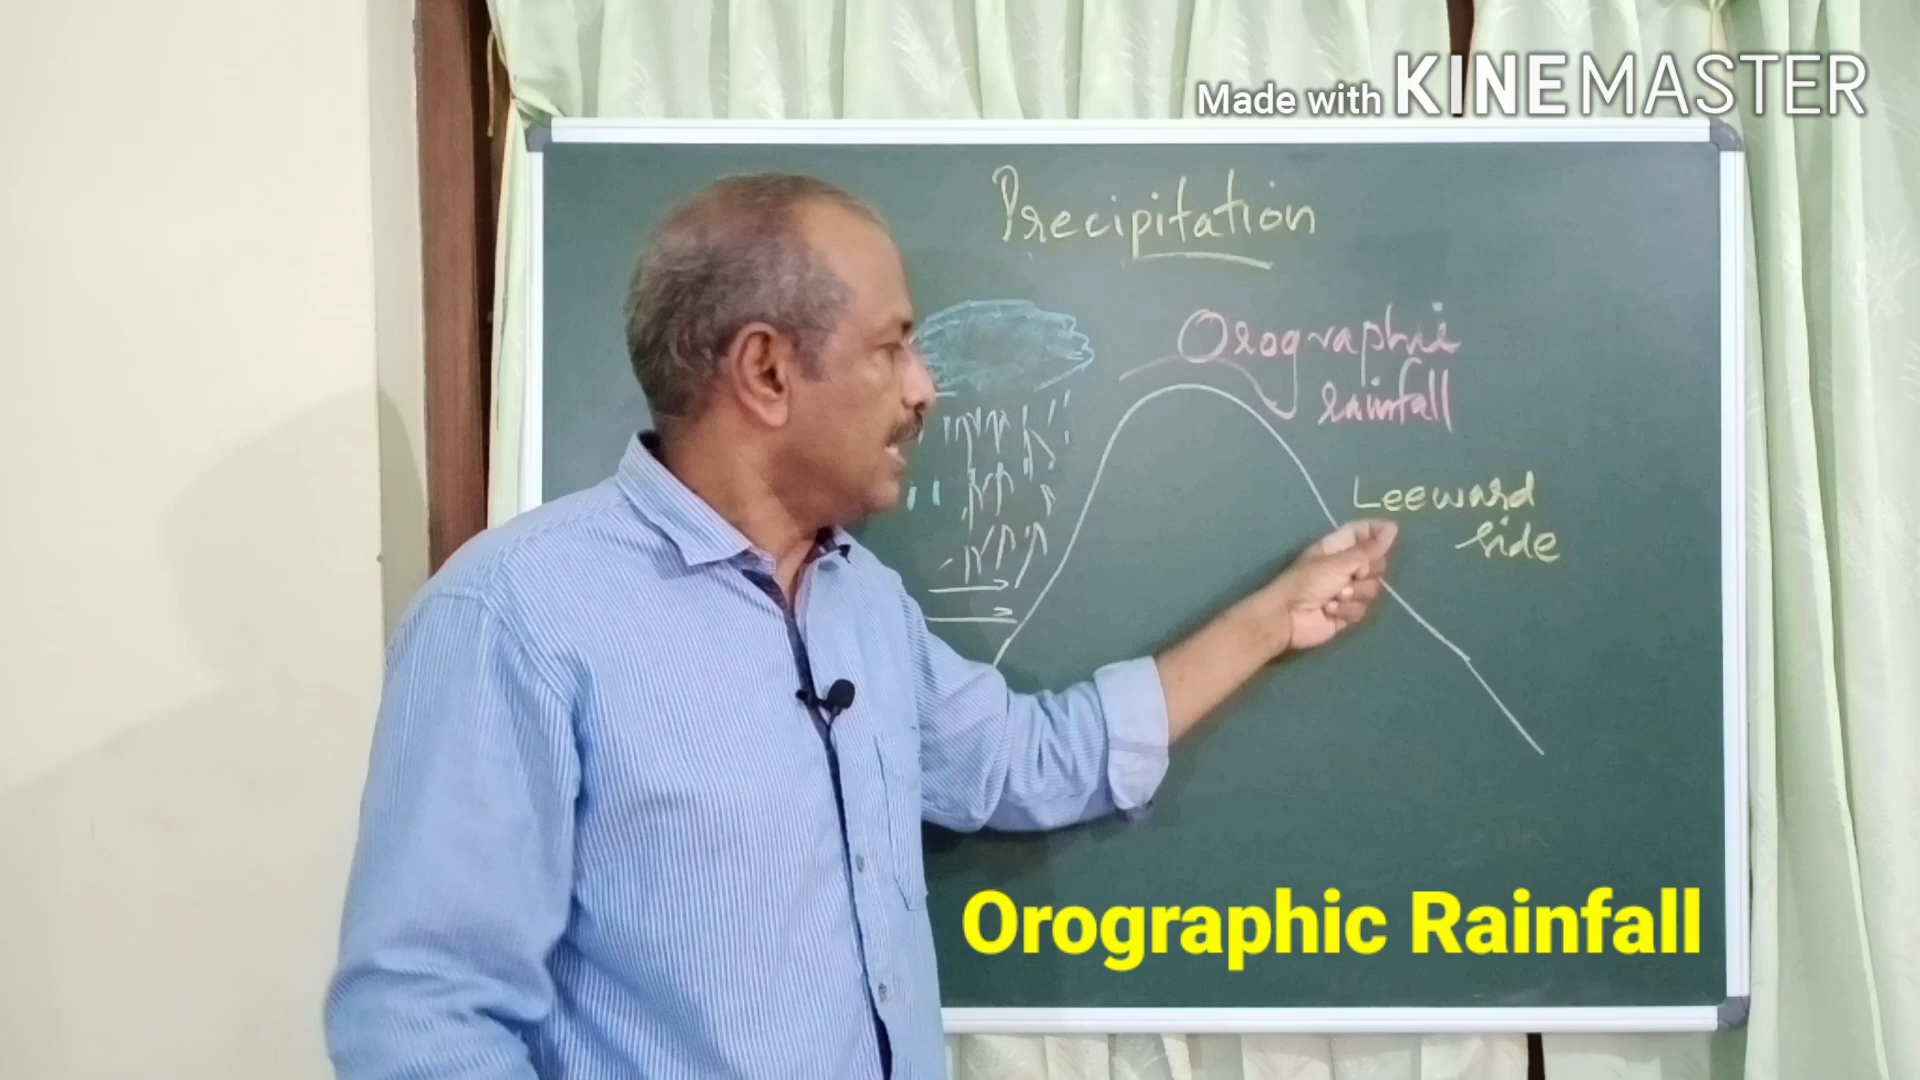 Made with KINEMASTER
Precipitation
Orographic
rainfall
Leeward
side
Orographic Rainfall